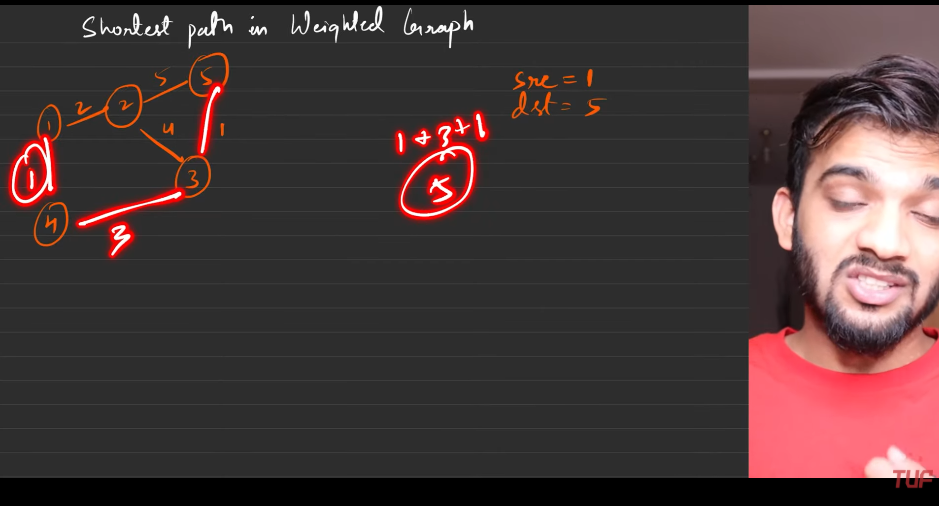 Shortest path in Weighted Graph
5
5
src = 1
2
2
dst = 5
1
4
1
1 + 3 + 1
1
3
5
4
3
TUF